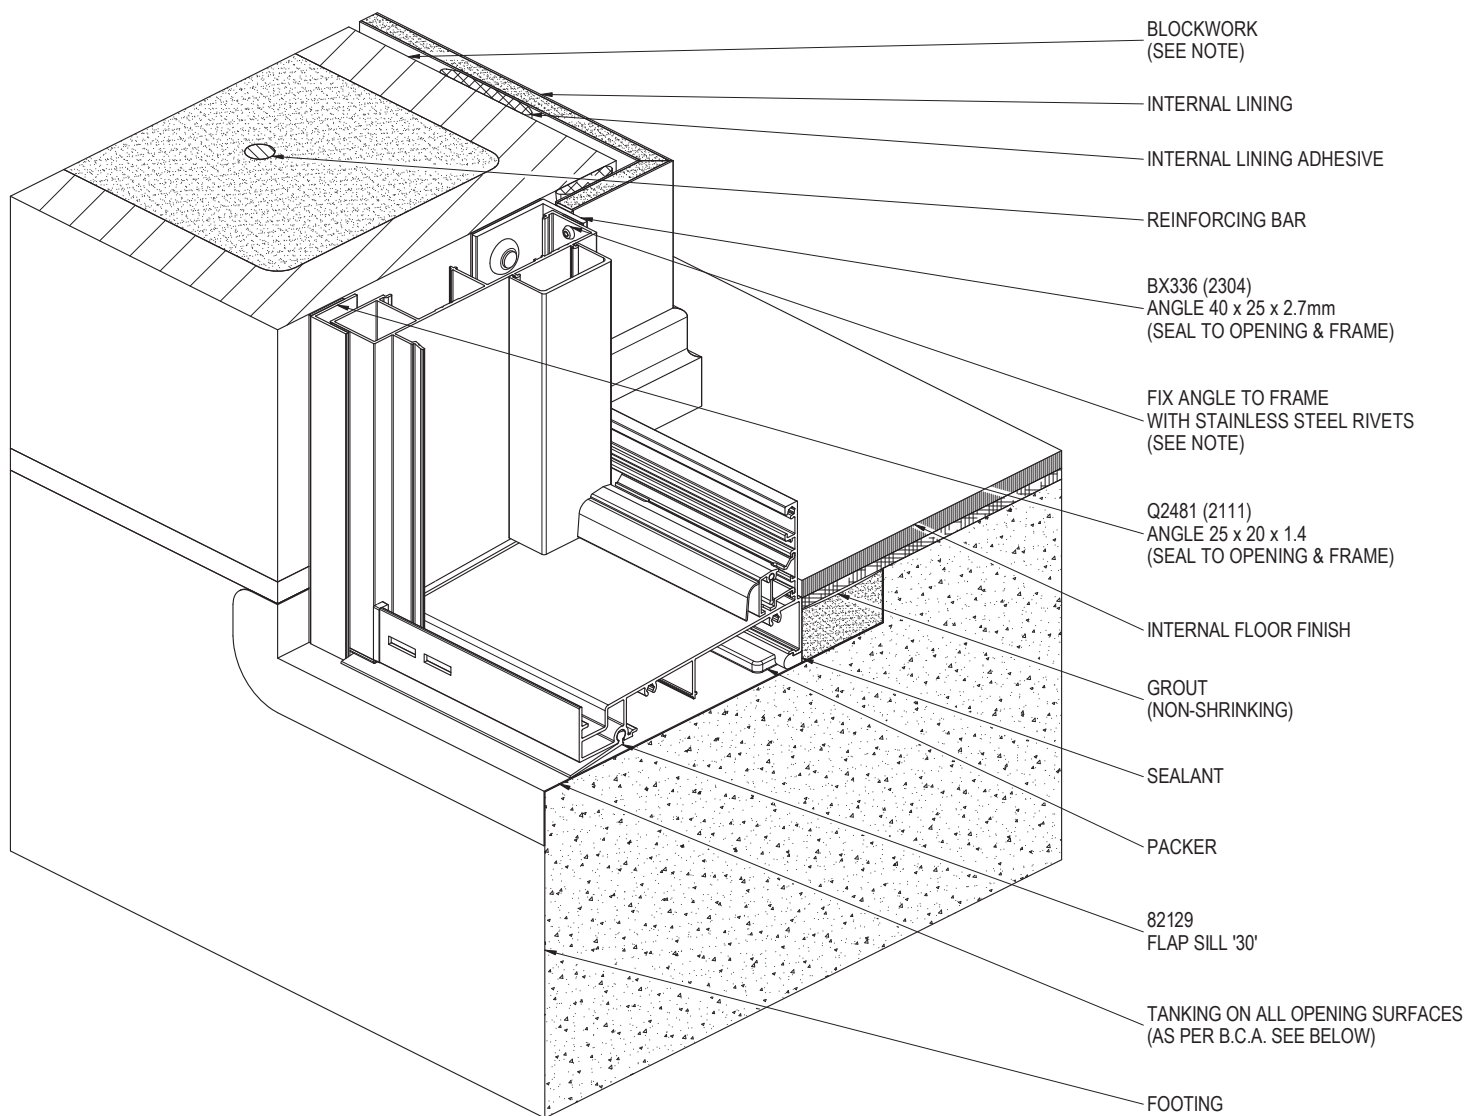 BLOCKWORK
(SEE NOTE)
INTERNAL LINING
INTERNAL LINING ADHESIVE
REINFORCING BAR
BX336 (2304)
ANGLE 40 x 25 x 2.7mm
(SEAL TO OPENING & FRAME)
FIX ANGLE TO FRAME
WITH STAINLESS STEEL RIVETS
(SEE NOTE)
Q2481 (2111)
ANGLE 25 x 20 x 1.4
(SEAL TO OPENING & FRAME)
INTERNAL FLOOR FINISH
GROUT
(NON-SHRINKING)
SEALANT
PACKER
82129
FLAP SILL '30'
TANKING ON ALL OPENING SURFACES
(AS PER B.C.A. SEE BELOW)
FOOTING